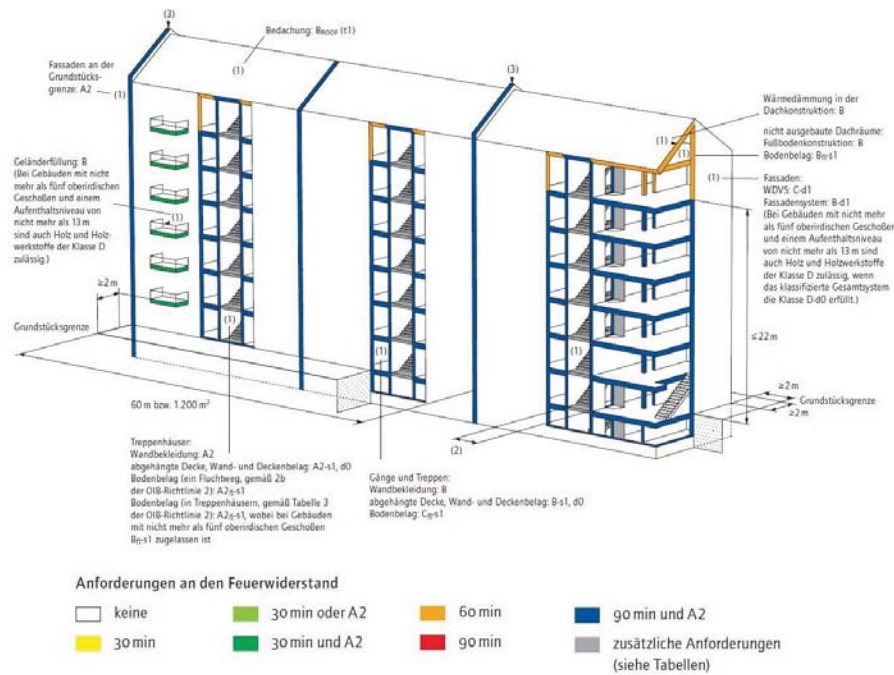 (3)
Bedachung: BROOF (t1)
(1)
Fassaden an der
Grundstücks-
grenze: A2
(1)
(3)
Wärmedämmung in der
Dachkonstruktion: B
nicht ausgebaute Dachräume:
Fußbodenkonstruktion: B
Bodenbelag: Bfl-s1
(1)
(1)
(1)
Fassaden:
WDVS: C-d1
Fassadensystem: B-d1
(Bei Gebäuden mit nicht mehr
als fünf oberirdischen Geschoßen
und einem Aufenthaltsniveau
von nicht mehr als 13 m sind
auch Holz und Holzwerkstoffe
der Klasse D zulässig, wenn
das klassifizierte Gesamtsystem
die Klasse D-d0 erfüllt.)
Geländerfüllung: B
(Bei Gebäuden mit nicht
mehr als fünf oberirdischen
Geschoßen und einem
Aufenthaltsniveau von
nicht mehr als 13 m
sind auch Holz und Holz-
werkstoffe der Klasse D
zulässig.)
(1)
≥2 m
Grundstücksgrenze
(1)
(1)
(1)
≤22 m
≥2 m
Grundstücksgrenze
≥2 m
60 m bzw. 1.200 m²
(2)
Treppenhäuser:
Wandbekleidung: A2
abgehängte Decke, Wand- und Deckenbelag: A2-s1, d0
Bodenbelag (ein Fluchtweg, gemäß 2b
der OIB-Richtlinie 2): A2fl-s1
Bodenbelag (in Treppenhäusern, gemäß Tabelle 3
der OIB-Richtlinie 2): A2fl-s1, wobei bei Gebäuden
mit nicht mehr als fünf oberirdischen Geschoßen
Bfl-s1 zugelassen ist
Gänge und Treppen:
Wandbekleidung: B
abgehängte Decke, Wand- und Deckenbelag: B-s1, d0
Bodenbelag: Cfl-s1
Anforderungen an den Feuerwiderstand
keine
30 min oder A2
60 min
90 min und A2
30 min
30 min und A2
90 min
zusätzliche Anforderungen
(siehe Tabellen)